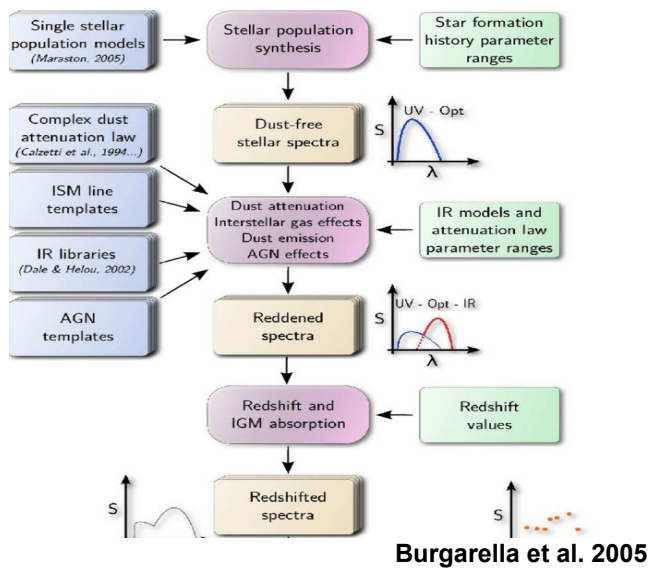 Single stellar
population models
(Maraston, 2005)
Stellar population
synthesis
Star formation
history parameter
ranges
Complex dust
attenuation law
(Calzetti et al., 1994...)
Dust-free
stellar spectra
UV - Opt
S
λ
ISM line
templates
IR libraries
(Dale & Helou, 2002)
AGN
templates
Dust attenuation
Interstellar gas effects
Dust emission
AGN effects
IR models and
attenuation law
parameter ranges
Reddened
spectra
UV - Opt - IR
S
λ
Redshift and
IGM absorption
Redshift
values
S
Redshifted
spectra
S
Burgarella et al. 2005